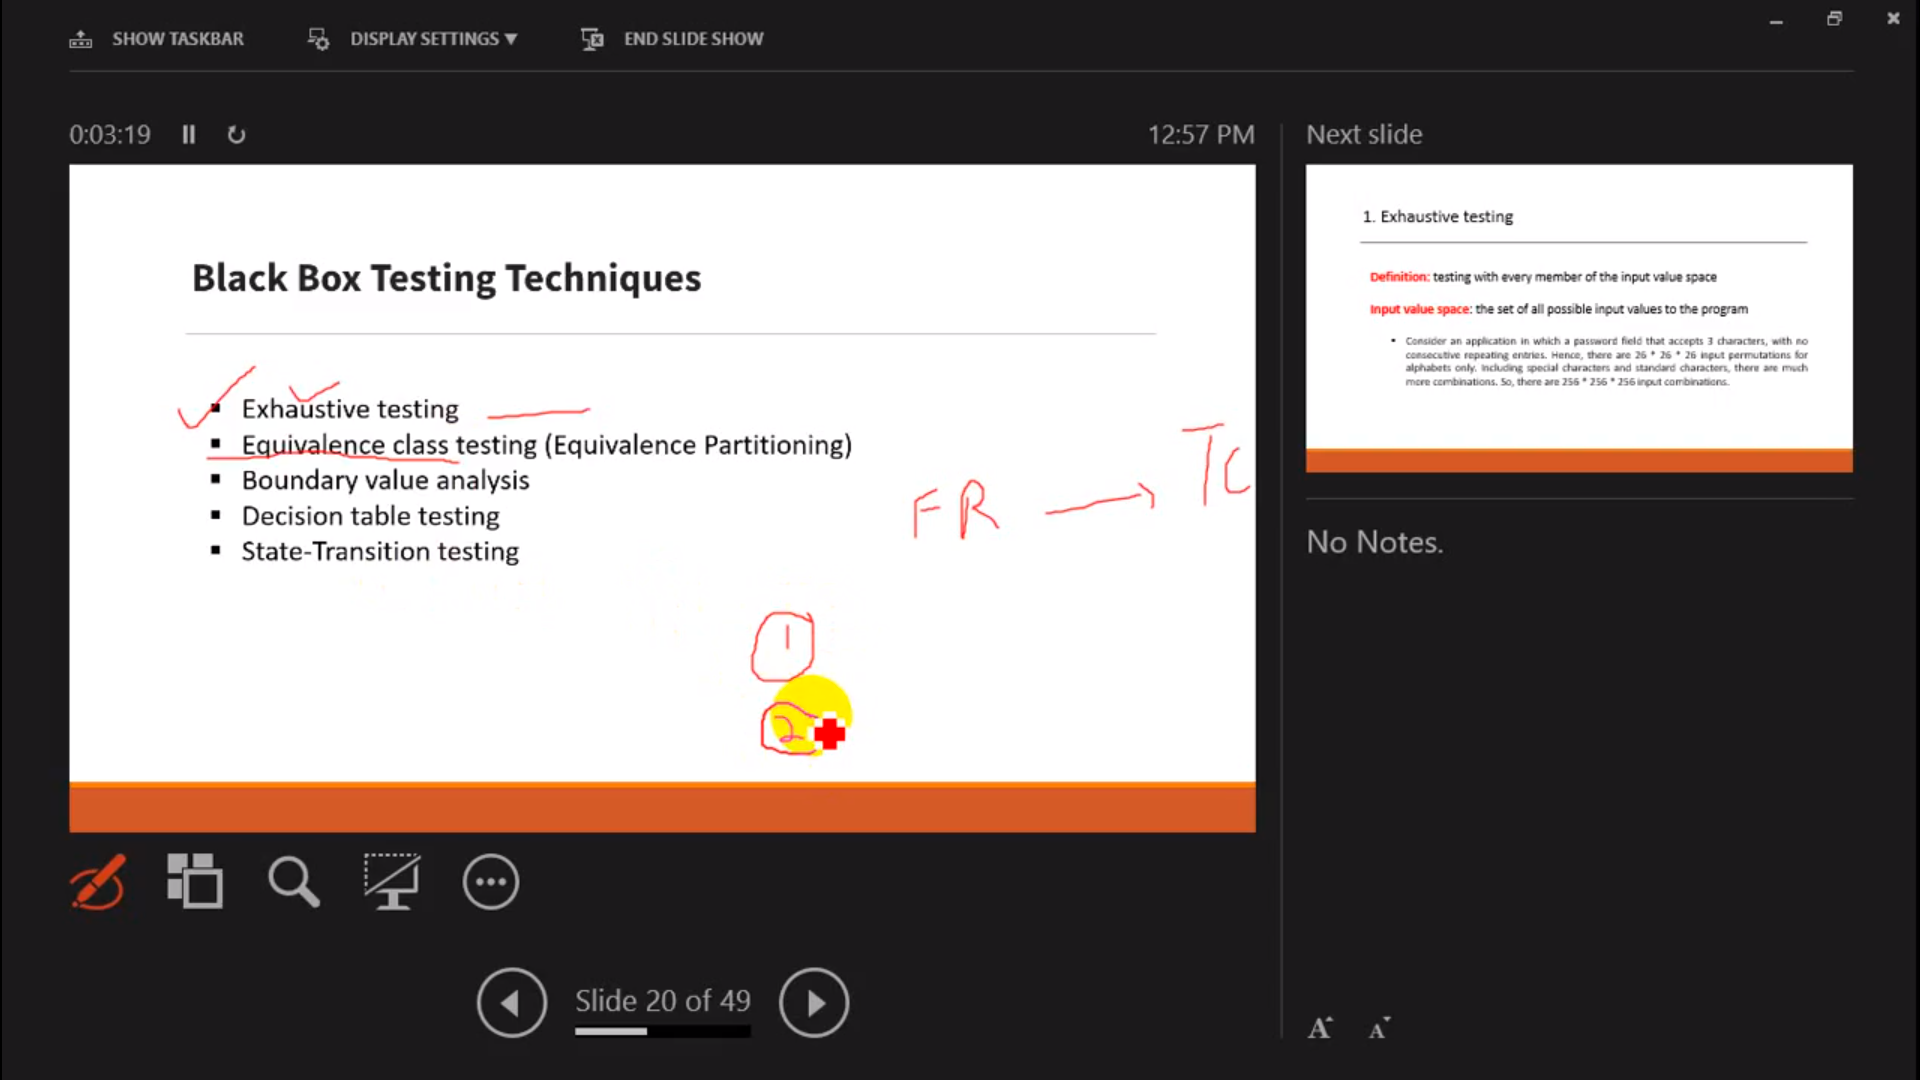 SHOW TASKBAR
DISPLAY SETTINGS ▼
END SLIDE SHOW
0:03:19
12:57 PM
Black Box Testing Techniques
▪ Exhaustive testing
▪ Equivalence class testing (Equivalence Partitioning)
▪ Boundary value analysis
▪ Decision table testing
▪ State-Transition testing
FR → TC
1
2
Slide 20 of 49
Next slide
1. Exhaustive testing
Definition: testing with every member of the input value space
Input value space: the set of all possible input values to the program
• Consider an application in which a password field that accepts 3 characters, with no
consecutive repeating entries. Hence, there are 26 * 26 * 26 input permutations for
alphabets only. Including special characters and standard characters, there are much
more combinations. So, there are 256 * 256 * 256 input combinations.
No Notes.
A A